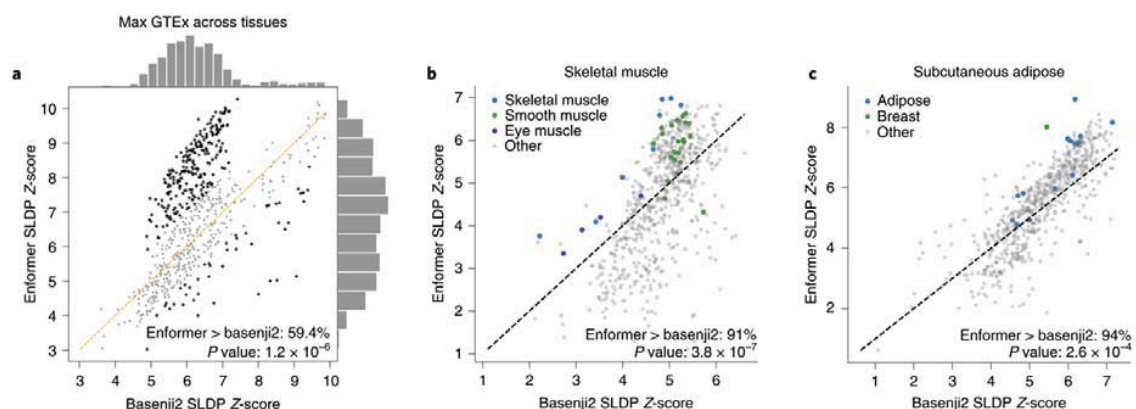 Max GTEx across tissues
a
10
9
8
7
6
5
4
3
Enformer SLDP Z-score
Enformer > basenji2: 59.4%
P value: 1.2 × 10⁻⁶
3 4 5 6 7 8 9 10
Basenji2 SLDP Z-score
b
Skeletal muscle
7
6
5
4
3
2
1
Enformer SLDP Z-score
Skeletal muscle
Smooth muscle
Eye muscle
Other
Enformer > basenji2: 91%
P value: 3.8 × 10⁻⁷
1 2 3 4 5 6 7
Basenji2 SLDP Z-score
c
Subcutaneous adipose
8
6
4
2
Enformer SLDP Z-score
Adipose
Breast
Other
Enformer > basenji2: 94%
P value: 2.6 × 10⁻⁴
1 2 3 4 5 6 7
Basenji2 SLDP Z-score